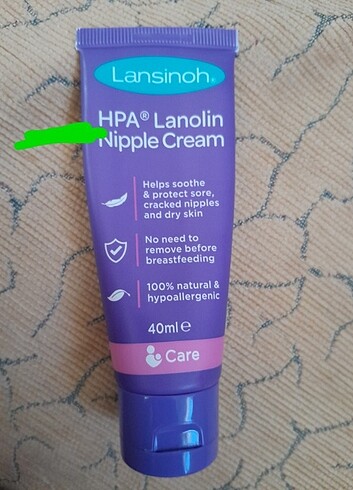 Lansinoh®
HPA® Lanolin
Nipple Cream
Helps soothe
& protect sore,
cracked nipples
and dry skin
No need to
remove before
breastfeeding
100% natural &
hypoallergenic
40ml ℮
Care